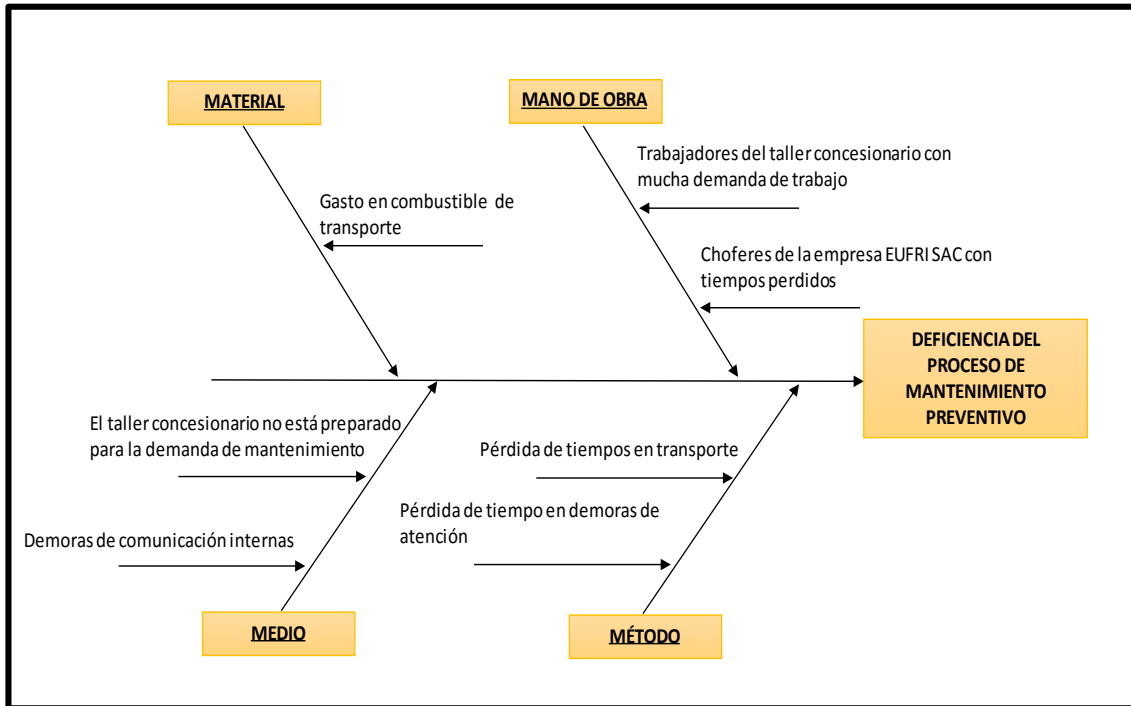 MATERIAL
MANO DE OBRA
Trabajadores del taller concesionario con
mucha demanda de trabajo
Gasto en combustible de
transporte
Choferes de la empresa EUFRI SAC con
tiempos perdidos
DEFICIENCIA DEL
PROCESO DE
MANTENIMIENTO
PREVENTIVO
El taller concesionario no está preparado
para la demanda de mantenimiento
Pérdida de tiempos en transporte
Pérdida de tiempo en demoras de
atención
Demoras de comunicación internas
MEDIO
MÉTODO